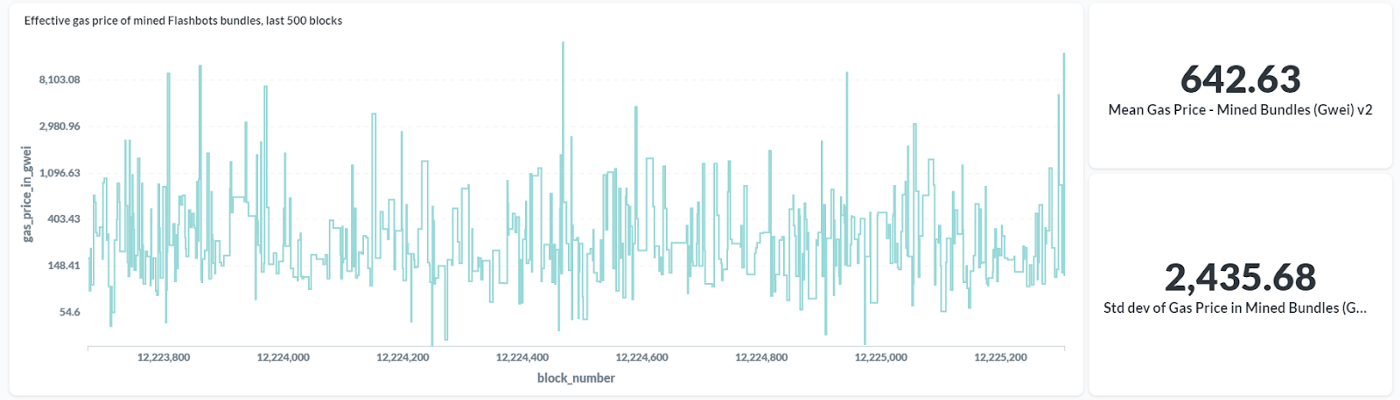 Effective gas price of mined Flashbots bundles, last 500 blocks
gas_price_in_gwei
8,103.08
2,980.96
1,096.63
403.43
148.41
54.6
12,223,800 12,224,000 12,224,200 12,224,400 12,224,600 12,224,800 12,225,000 12,225,200
block_number
642.63
Mean Gas Price - Mined Bundles (Gwei) v2
2,435.68
Std dev of Gas Price in Mined Bundles (G...